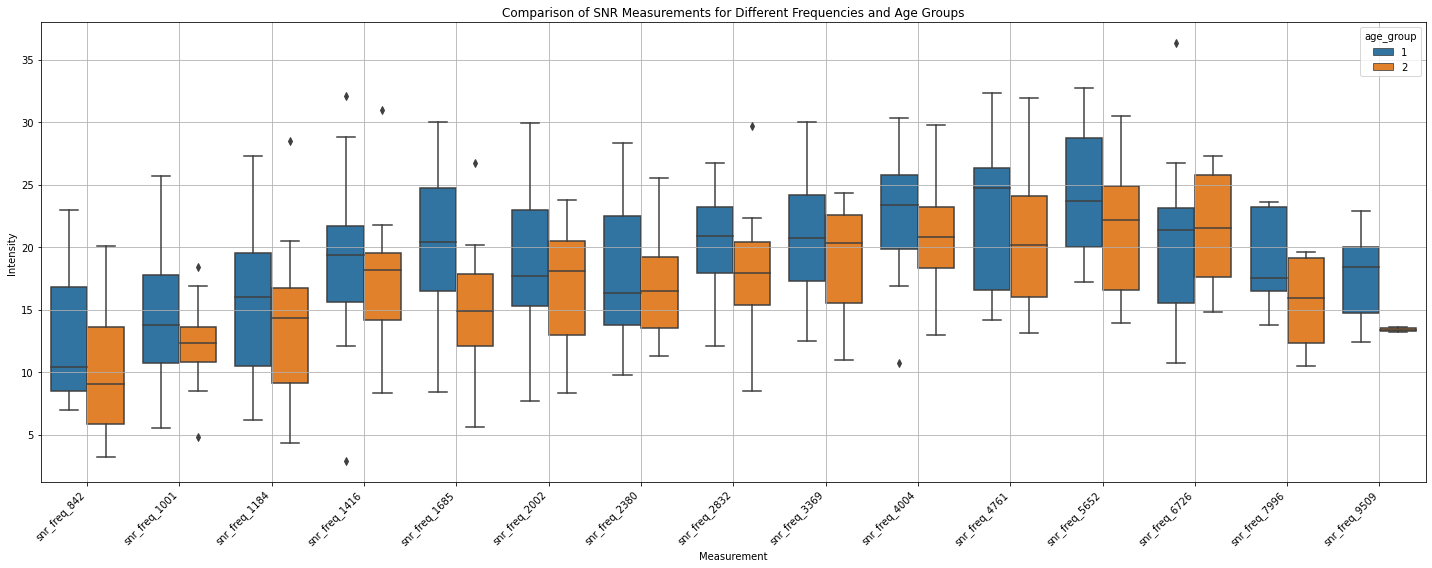 Comparison of SNR Measurements for Different Frequencies and Age Groups
age_group
1
2
35
30
25
20
15
10
5
Intensity
snr_freq_842
snr_freq_1001
snr_freq_1184
snr_freq_1416
snr_freq_1685
snr_freq_2002
snr_freq_2380
snr_freq_2832
snr_freq_3369
snr_freq_4004
snr_freq_4761
snr_freq_5652
snr_freq_6726
snr_freq_7996
snr_freq_9509
Measurement